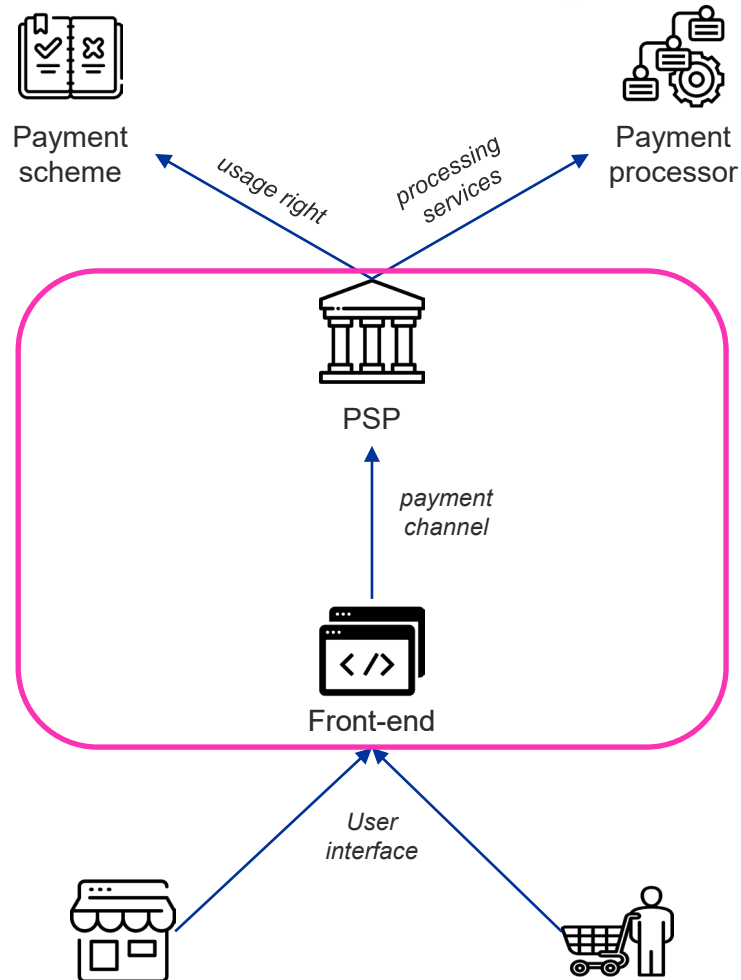 Payment
scheme
usage right
processing
services
Payment
processor
PSP
payment
channel
</>
Front-end
User
interface